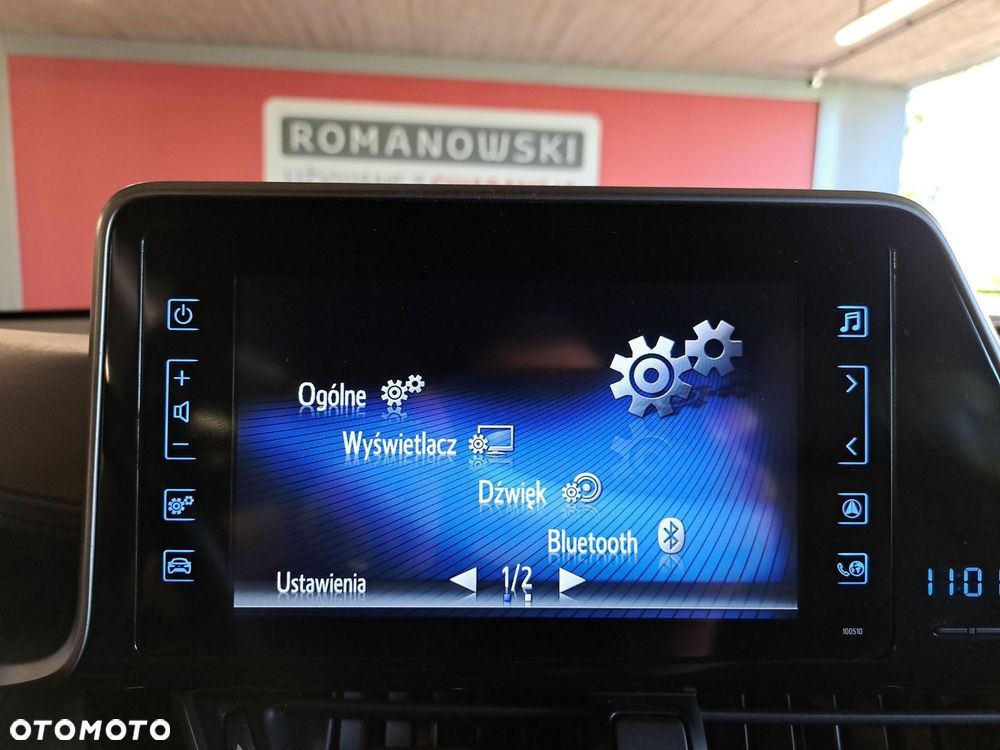 ROMANOWSKI
Ogólne
Wyświetlacz
Dźwięk
Bluetooth
Ustawienia
1/2
100510
OTOMOTO